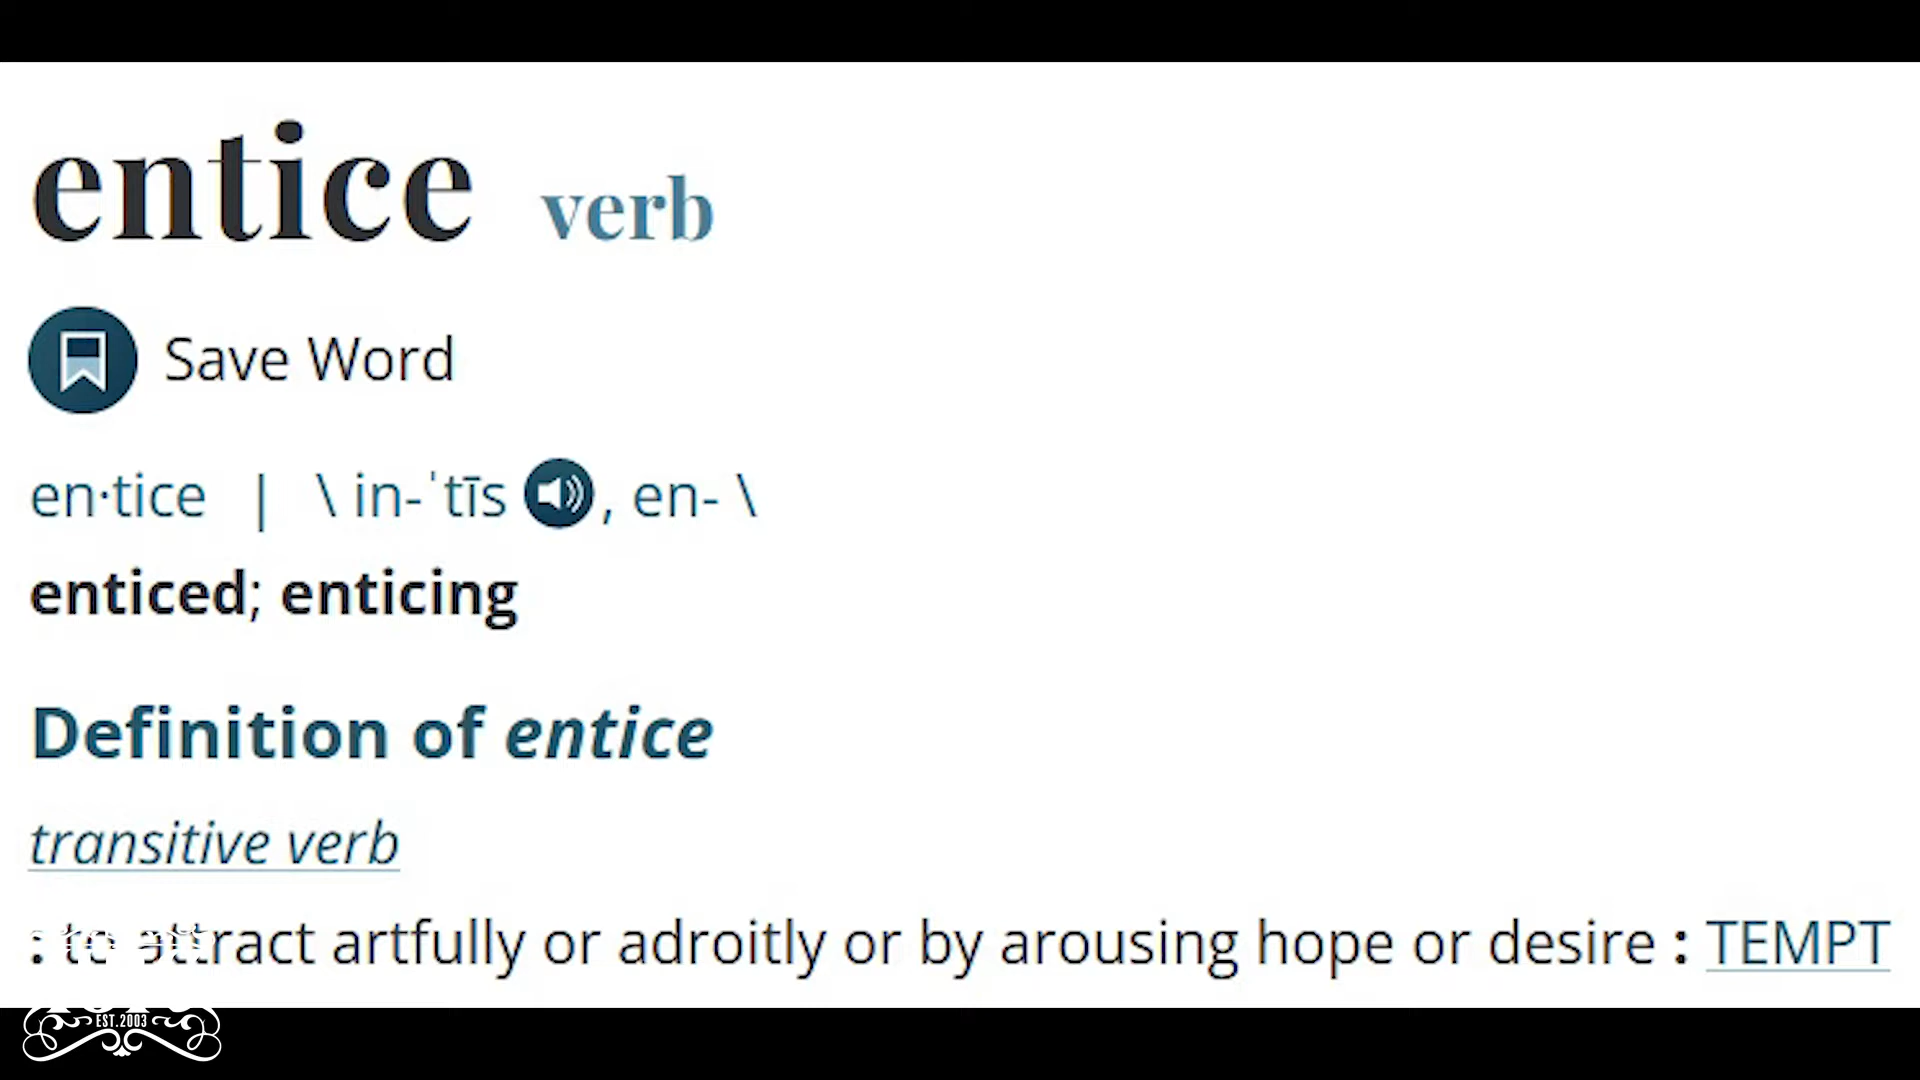 entice verb
Save Word
en·tice | \ in-ˈtīs , en- \
enticed; enticing
Definition of entice
transitive verb
: to attract artfully or adroitly or by arousing hope or desire : TEMPT
EST.2003